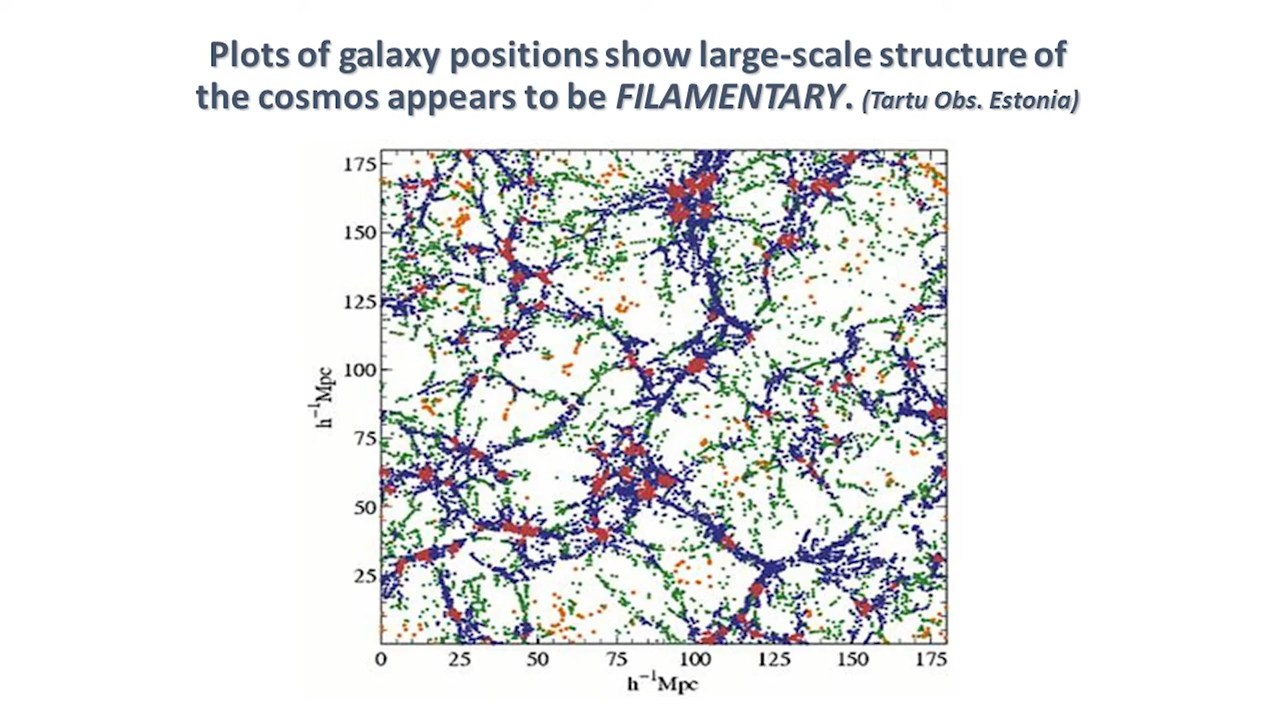 Plots of galaxy positions show large-scale structure of
the cosmos appears to be FILAMENTARY. (Tartu Obs. Estonia)
175
150
125
100
75
50
25
h⁻¹Mpc
0 25 50 75 100 125 150 175
h⁻¹Mpc